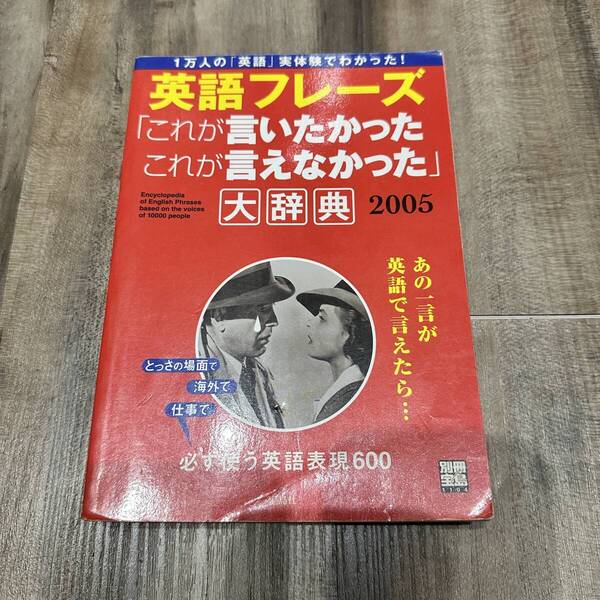 1万人の「英語」実体験でわかった!
英語フレーズ
「これが言いたかった
これが言えなかった」
大辞典 2005
Encyclopedia
of English Phrases
based on the voices
of 10000 people
あの一言が
英語で言えたら…
とっさの場面で
海外で
仕事で
必ず使う英語表現600
別冊
宝島
1104